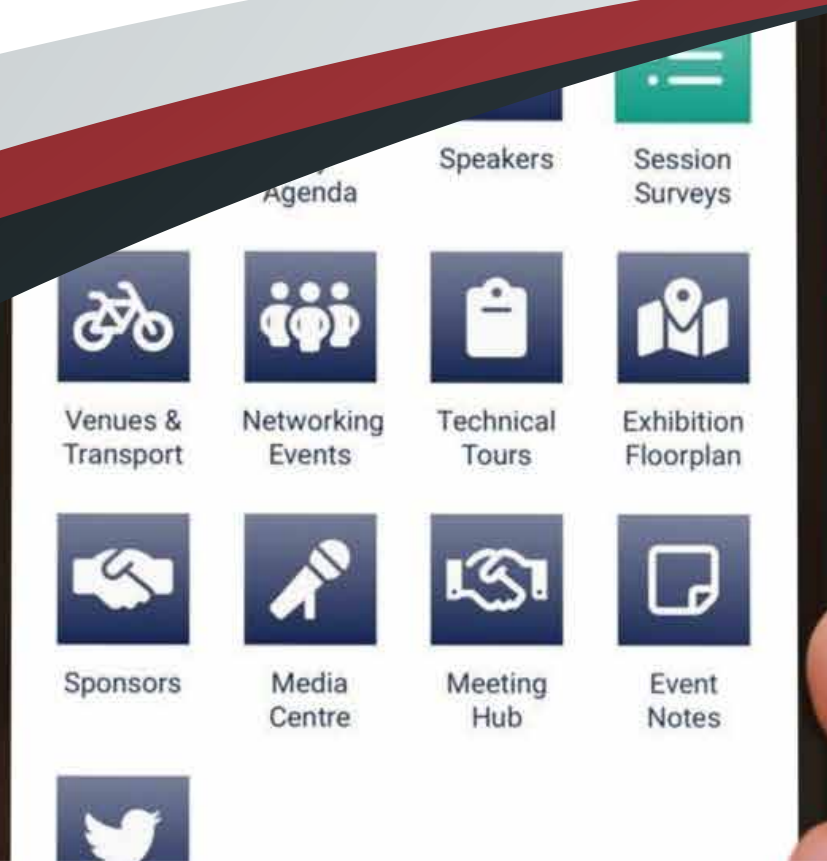 Agenda
Speakers
Session
Surveys
Venues &
Transport
Networking
Events
Technical
Tours
Exhibition
Floorplan
Sponsors
Media
Centre
Meeting
Hub
Event
Notes